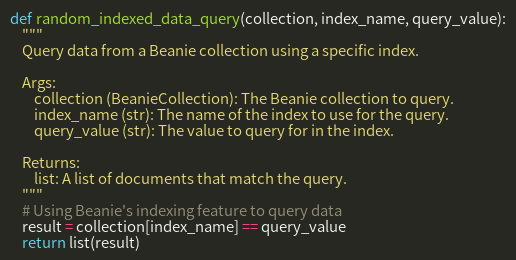 def random_indexed_data_query(collection, index_name, query_value):
    """
    Query data from a Beanie collection using a specific index.

    Args:
        collection (BeanieCollection): The Beanie collection to query.
        index_name (str): The name of the index to use for the query.
        query_value (str): The value to query for in the index.

    Returns:
        list: A list of documents that match the query.
    """
    # Using Beanie's indexing feature to query data
    result = collection[index_name] == query_value
    return list(result)